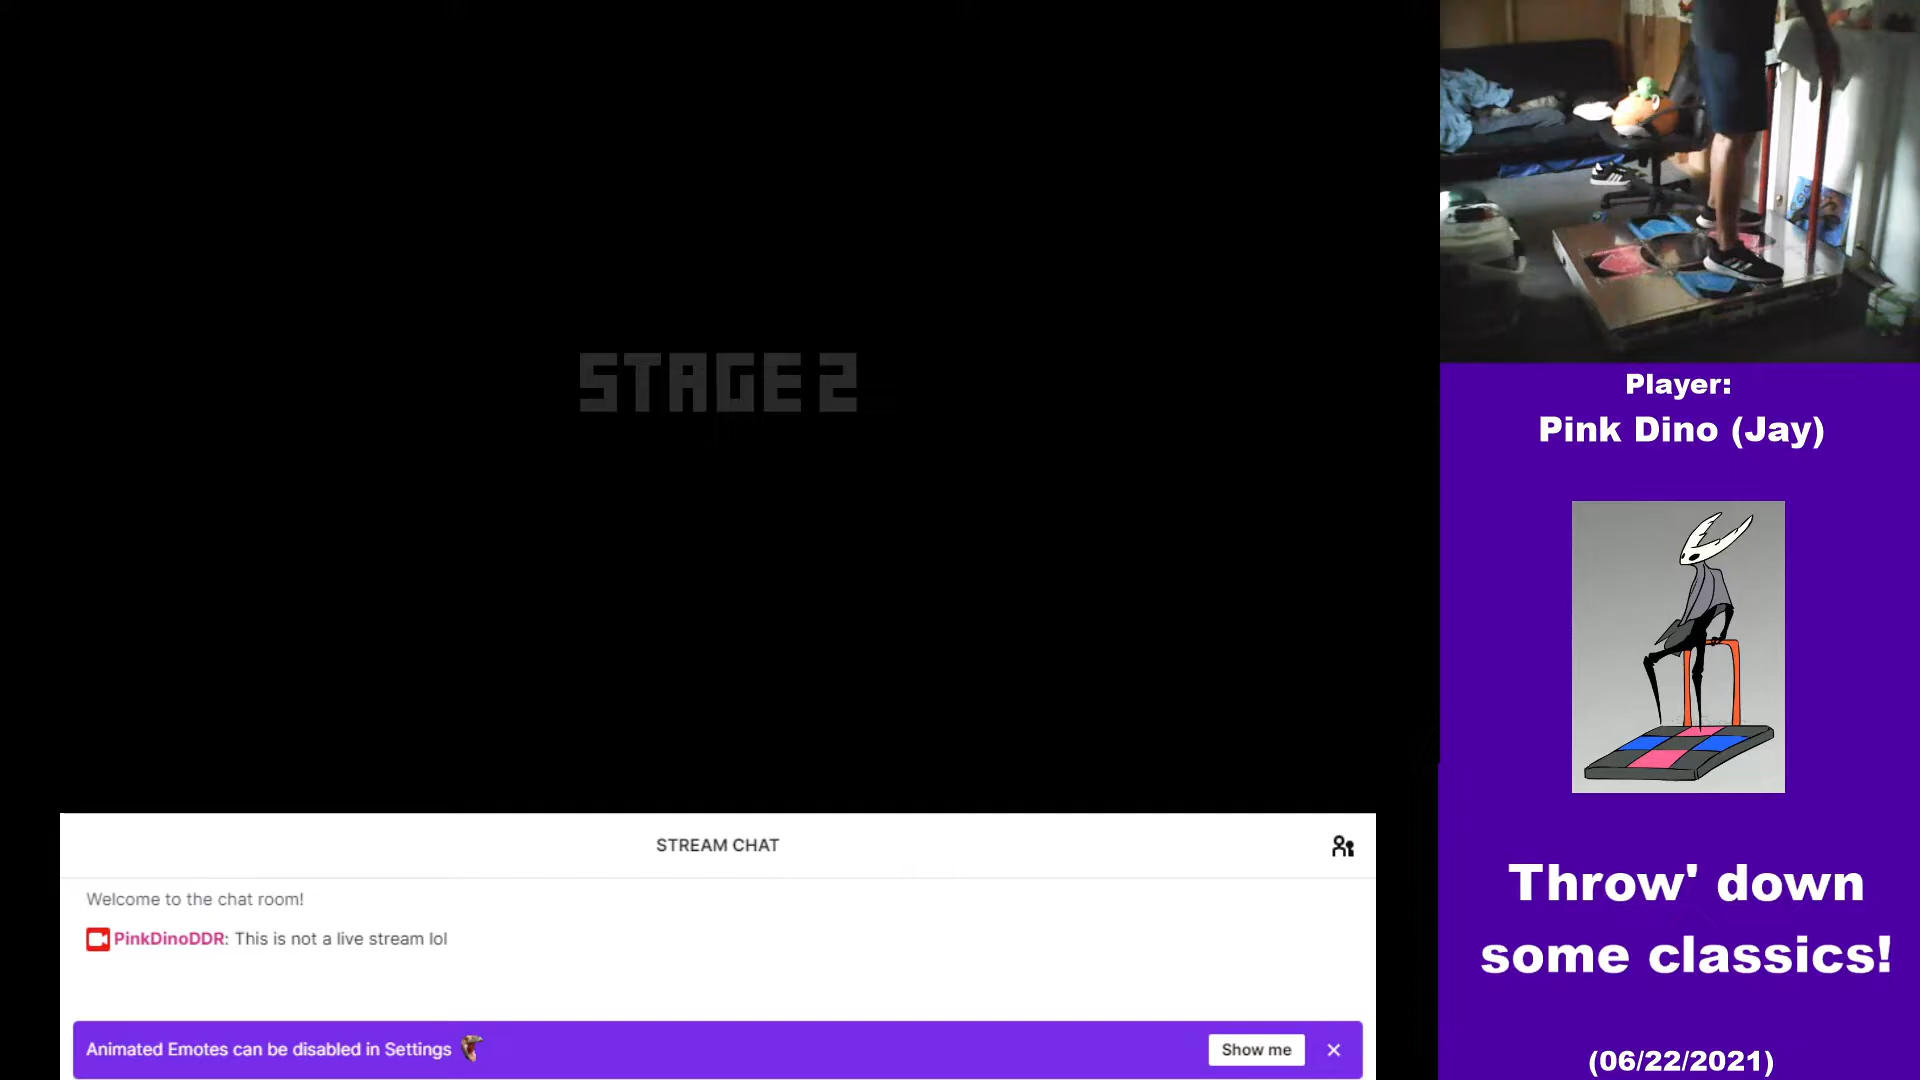 STAGE 2
STREAM CHAT
Welcome to the chat room!
PinkDinoDDR: This is not a live stream lol
Animated Emotes can be disabled in Settings
Show me
Player:
Pink Dino (Jay)
Throw' down
some classics!
(06/22/2021)